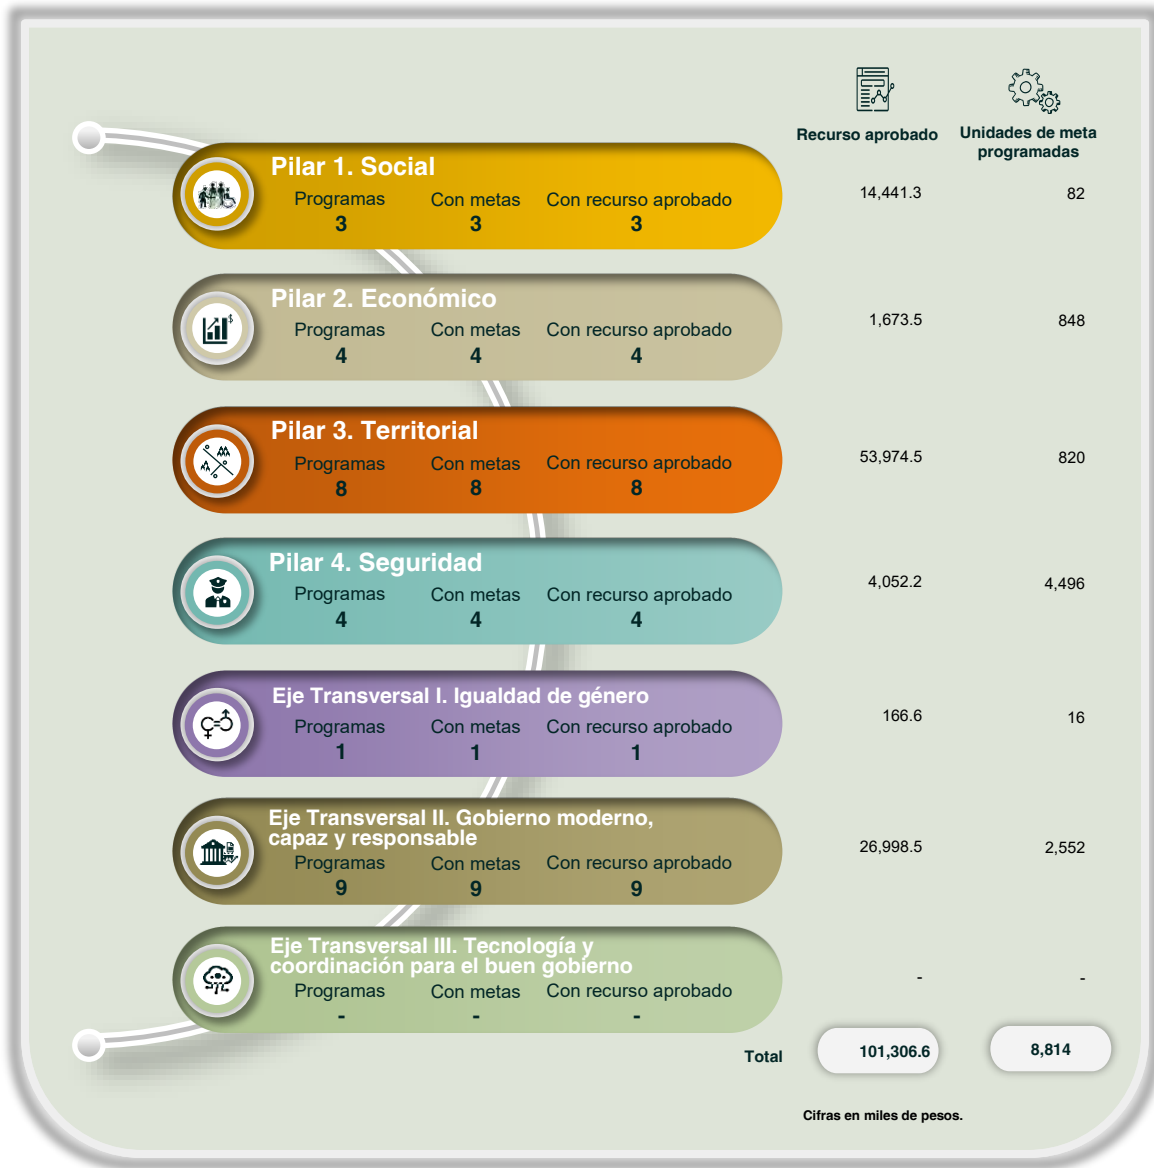 Recurso aprobado
Unidades de meta
programadas
Pilar 1. Social
Programas Con metas Con recurso aprobado
3 3 3
14,441.3 82
Pilar 2. Económico
Programas Con metas Con recurso aprobado
4 4 4
1,673.5 848
Pilar 3. Territorial
Programas Con metas Con recurso aprobado
8 8 8
53,974.5 820
Pilar 4. Seguridad
Programas Con metas Con recurso aprobado
4 4 4
4,052.2 4,496
Eje Transversal I. Igualdad de género
Programas Con metas Con recurso aprobado
1 1 1
166.6 16
Eje Transversal II. Gobierno moderno,
capaz y responsable
Programas Con metas Con recurso aprobado
9 9 9
26,998.5 2,552
Eje Transversal III. Tecnología y
coordinación para el buen gobierno
Programas Con metas Con recurso aprobado
- - -
- -
Total 101,306.6 8,814
Cifras en miles de pesos.